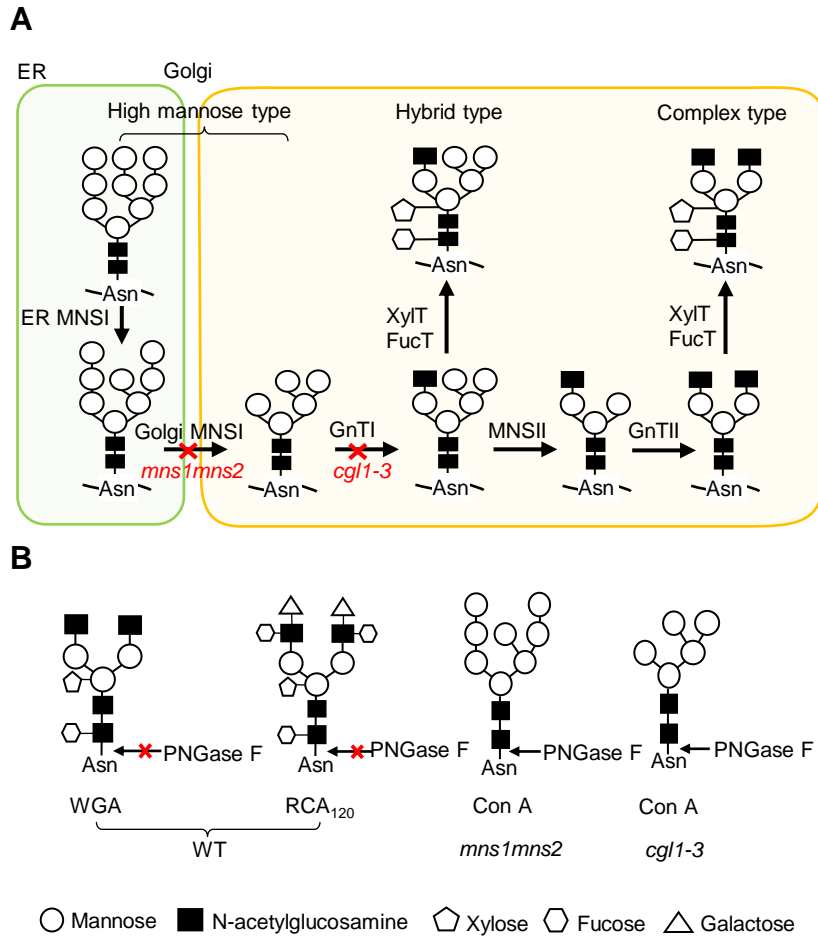 A
ER
Golgi
High mannose type
Hybrid type
Complex type
Asn
Asn
Asn
ER MNSI
XylT
FucT
XylT
FucT
Golgi MNSI
GnTI
MNSII
GnTII
mns1mns2
cgl1-3
Asn
Asn
Asn
Asn
Asn
B
PNGase F
PNGase F
PNGase F
PNGase F
Asn
Asn
Asn
Asn
WGA
RCA120
Con A
Con A
WT
mns1mns2
cgl1-3
Mannose
N-acetylglucosamine
Xylose
Fucose
Galactose